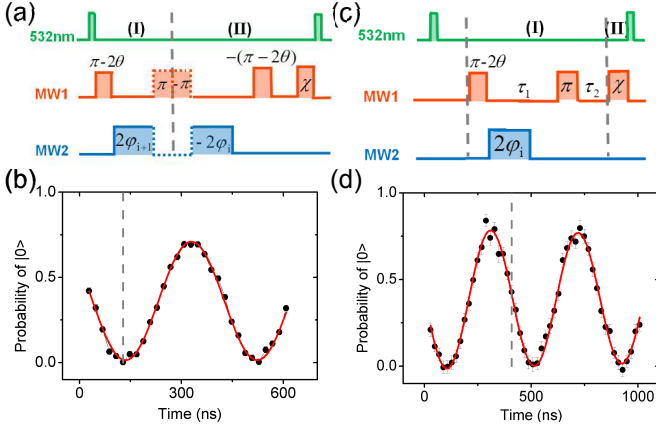 (a)
532nm
(I)
(II)
π-2θ
-(π-2θ)
MW1
π
-π
χ
MW2
2φi+1
-2φi
(b)
1.0
0.5
0.0
Probability of |0>
0
300
600
Time (ns)
(c)
532nm
(I)
(II)
π-2θ
MW1
τ1
π
τ2
χ
MW2
2φi
(d)
1.0
0.5
0.0
Probability of |0>
0
500
1000
Time (ns)